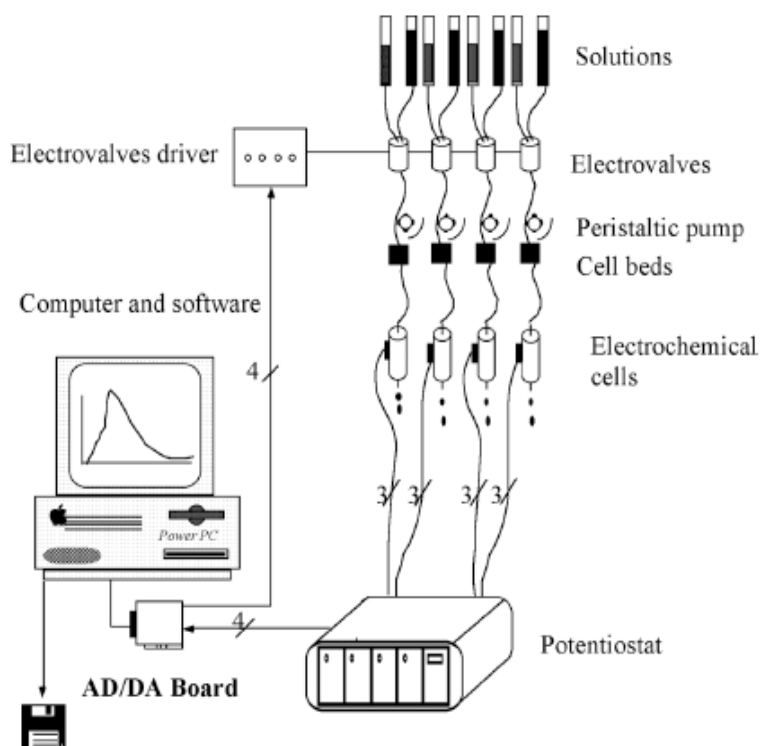 Solutions
Electrovalves driver
Electrovalves
Peristaltic pump
Cell beds
Computer and software
Electrochemical
cells
4
3 3 3 3
Power PC
4
Potentiostat
AD/DA Board